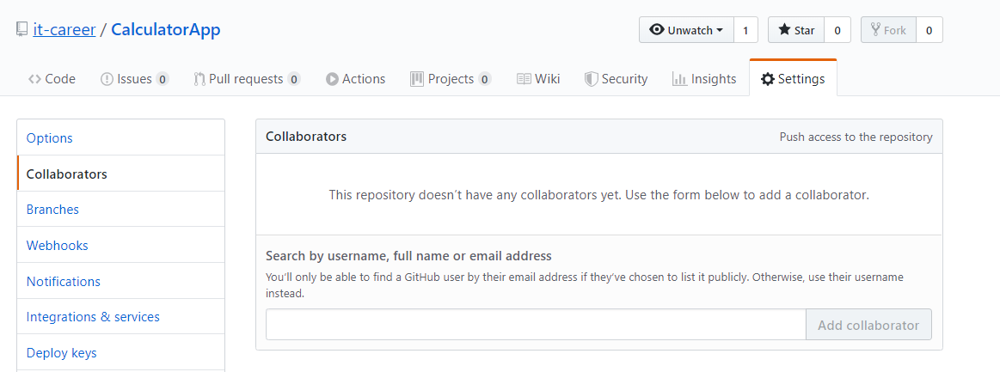 it-career / CalculatorApp
Unwatch 1 Star 0 Fork 0
Code Issues 0 Pull requests 0 Actions Projects 0 Wiki Security Insights Settings
Options
Collaborators
Branches
Webhooks
Notifications
Integrations & services
Deploy keys
Collaborators Push access to the repository
This repository doesn’t have any collaborators yet. Use the form below to add a collaborator.
Search by username, full name or email address
You’ll only be able to find a GitHub user by their email address if they’ve chosen to list it publicly. Otherwise, use their username
instead.
Add collaborator